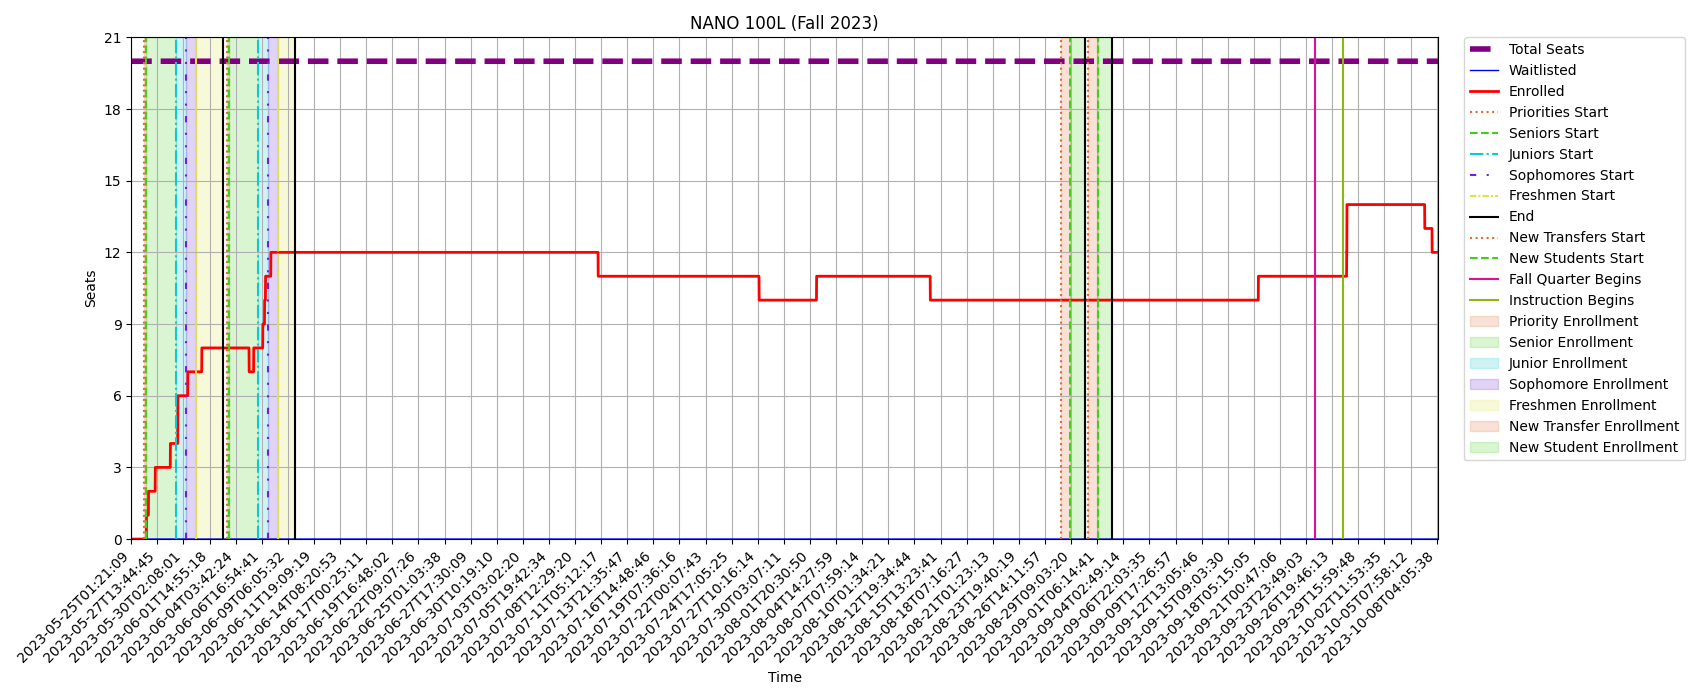 NANO 100L (Fall 2023)
Seats
21
18
15
12
9
6
3
0
2023-05-25T01:21:09
2023-05-27T13:44:45
2023-05-30T02:08:01
2023-06-01T14:55:18
2023-06-04T03:42:24
2023-06-06T16:54:41
2023-06-09T06:05:32
2023-06-11T19:09:19
2023-06-14T08:20:53
2023-06-17T00:25:11
2023-06-19T16:48:02
2023-06-22T09:07:26
2023-06-25T01:03:38
2023-06-27T17:30:09
2023-06-30T10:19:10
2023-07-03T03:02:20
2023-07-05T19:42:34
2023-07-08T12:29:20
2023-07-11T05:12:17
2023-07-13T21:35:47
2023-07-16T14:48:46
2023-07-19T07:36:16
2023-07-22T00:07:43
2023-07-24T17:05:25
2023-07-27T10:16:14
2023-07-30T03:07:11
2023-08-01T20:30:50
2023-08-04T14:27:59
2023-08-07T07:59:14
2023-08-10T01:34:21
2023-08-12T19:34:44
2023-08-15T13:23:41
2023-08-18T07:16:27
2023-08-21T01:23:13
2023-08-23T19:40:19
2023-08-26T14:11:57
2023-08-29T09:03:20
2023-09-01T06:14:41
2023-09-04T02:49:14
2023-09-06T22:03:35
2023-09-09T17:26:57
2023-09-12T13:05:46
2023-09-15T09:03:30
2023-09-18T05:15:05
2023-09-21T00:47:06
2023-09-23T23:49:03
2023-09-26T19:46:13
2023-09-29T15:59:48
2023-10-02T11:53:35
2023-10-05T07:58:12
2023-10-08T04:05:38
Time
Total Seats
Waitlisted
Enrolled
Priorities Start
Seniors Start
Juniors Start
Sophomores Start
Freshmen Start
End
New Transfers Start
New Students Start
Fall Quarter Begins
Instruction Begins
Priority Enrollment
Senior Enrollment
Junior Enrollment
Sophomore Enrollment
Freshmen Enrollment
New Transfer Enrollment
New Student Enrollment